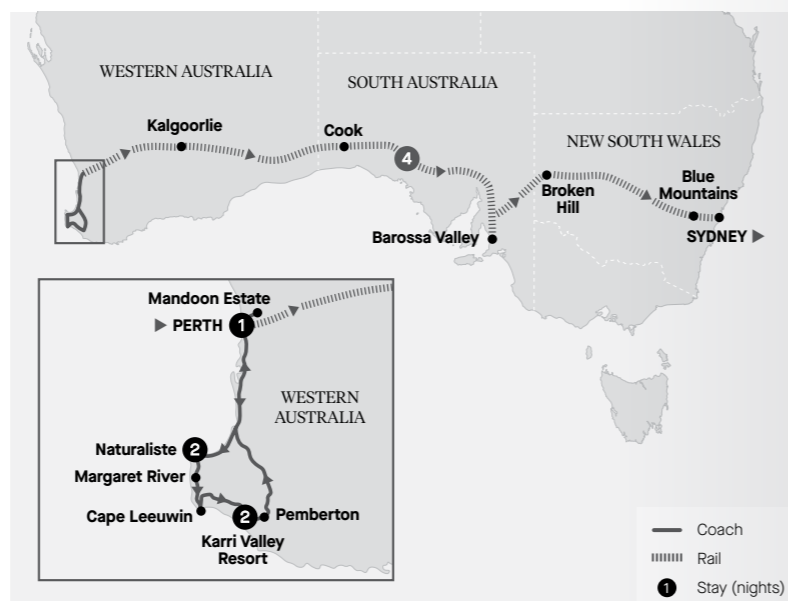 WESTERN AUSTRALIA
SOUTH AUSTRALIA
NEW SOUTH WALES
Kalgoorlie
Cook
4
Broken
Hill
Blue
Mountains
Barossa Valley
SYDNEY ▶
Mandoon Estate
▶ PERTH
1
WESTERN
AUSTRALIA
Naturaliste
2
Margaret River
Cape Leeuwin
2
Pemberton
Karri Valley
Resort
Coach
Rail
1 Stay (nights)